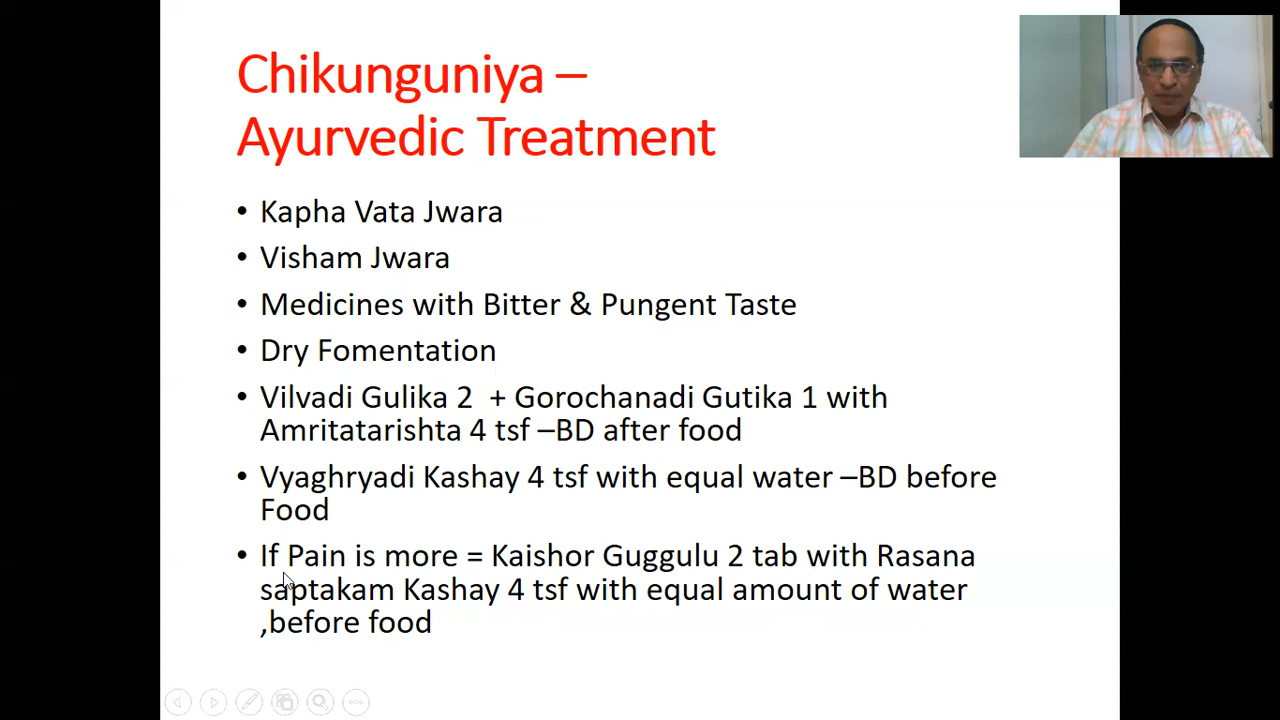 Chikunguniya –
Ayurvedic Treatment
• Kapha Vata Jwara
• Visham Jwara
• Medicines with Bitter & Pungent Taste
• Dry Fomentation
• Vilvadi Gulika 2 + Gorochanadi Gutika 1 with
Amritatarishta 4 tsf –BD after food
• Vyaghryadi Kashay 4 tsf with equal water –BD before
Food
• If Pain is more = Kaishor Guggulu 2 tab with Rasana
saptakam Kashay 4 tsf with equal amount of water
,before food